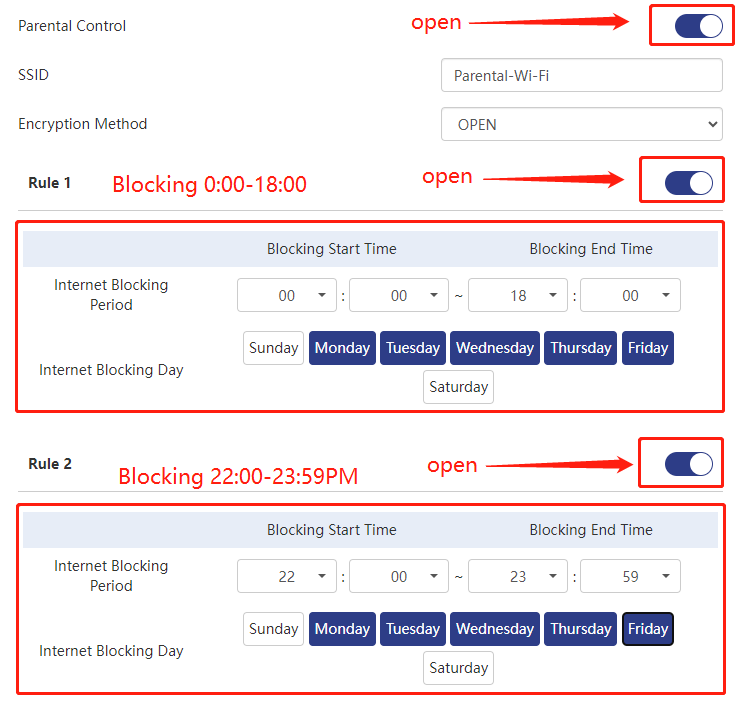 Parental Control open
SSID Parental-Wi-Fi
Encryption Method OPEN
Rule 1 Blocking 0:00-18:00 open
Blocking Start Time Blocking End Time
Internet Blocking Period 00 : 00 ~ 18 : 00
Sunday Monday Tuesday Wednesday Thursday Friday
Internet Blocking Day
Saturday
Rule 2 Blocking 22:00-23:59PM open
Blocking Start Time Blocking End Time
Internet Blocking Period 22 : 00 ~ 23 : 59
Sunday Monday Tuesday Wednesday Thursday Friday
Internet Blocking Day
Saturday